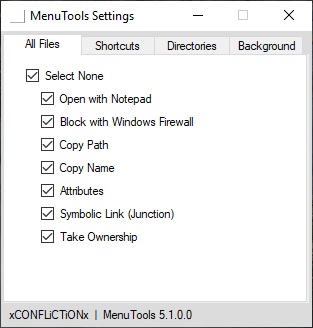 MenuTools Settings
All Files Shortcuts Directories Background
Select None
Open with Notepad
Block with Windows Firewall
Copy Path
Copy Name
Attributes
Symbolic Link (Junction)
Take Ownership
xCONFLiCTiONx | MenuTools 5.1.0.0